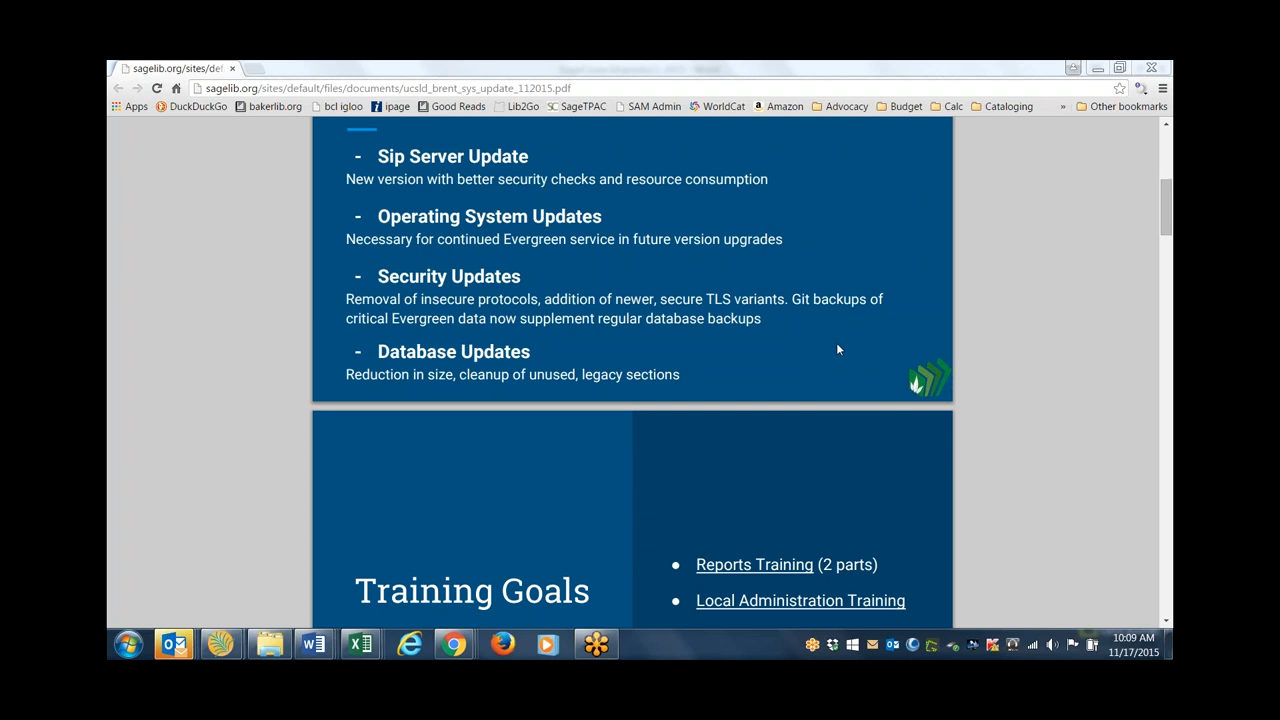 sagelib.org/sites/def
sagelib.org/sites/default/files/documents/ucsld_brent_sys_update_112015.pdf
Apps DuckDuckGo bakerlib.org bcl igloo ipage Good Reads Lib2Go SageTPAC SAM Admin WorldCat Amazon Advocacy Budget Calc Cataloging » Other bookmarks
- Sip Server Update
New version with better security checks and resource consumption
- Operating System Updates
Necessary for continued Evergreen service in future version upgrades
- Security Updates
Removal of insecure protocols, addition of newer, secure TLS variants. Git backups of
critical Evergreen data now supplement regular database backups
- Database Updates
Reduction in size, cleanup of unused, legacy sections
Training Goals
● Reports Training (2 parts)
● Local Administration Training
10:09 AM
11/17/2015